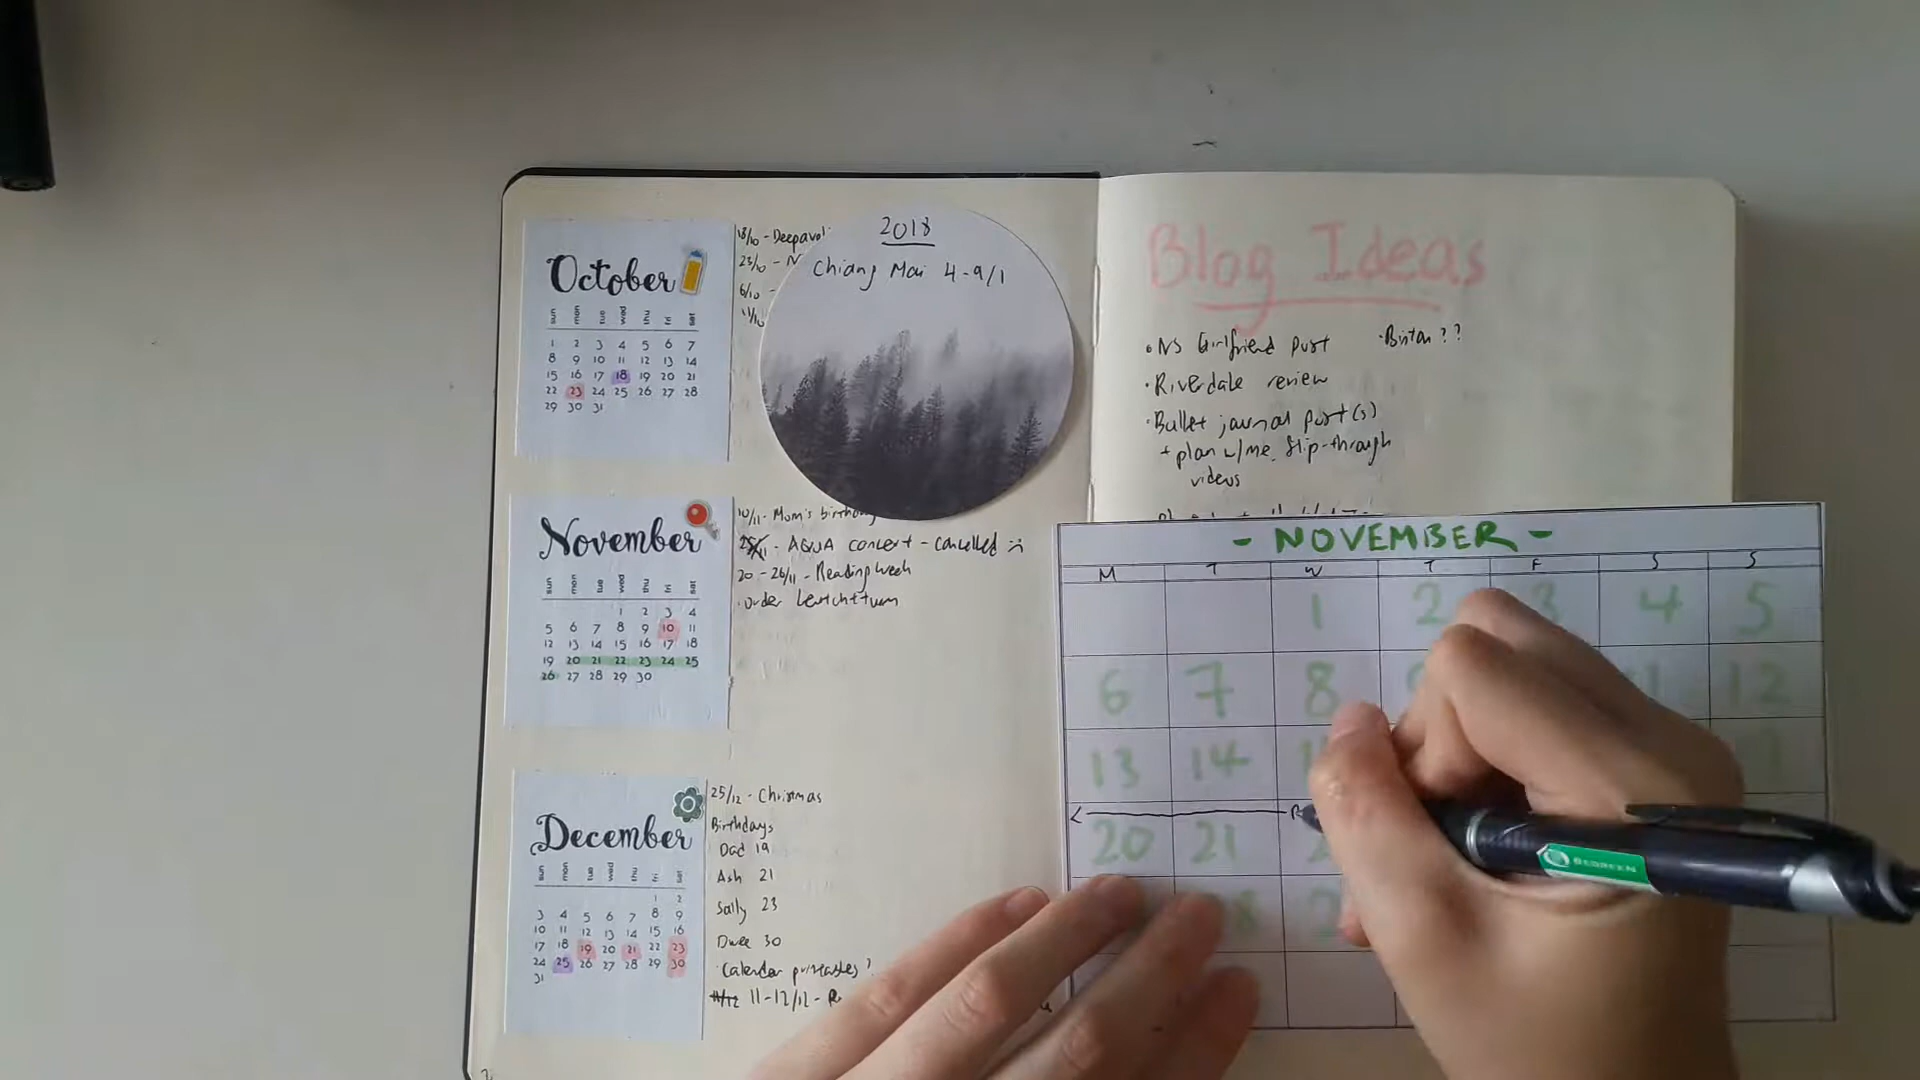 October
sun mon tue wed thu fri sat
1 2 3 4 5 6 7
8 9 10 11 12 13 14
15 16 17 18 19 20 21
22 23 24 25 26 27 28
29 30 31
18/10 - Deepavali
23/10 - N
6/10 -
11/10
2018
Chiang Mai 4-9/1
November
sun mon tue wed thu fri sat
1 2 3 4
5 6 7 8 9 10 11
12 13 14 15 16 17 18
19 20 21 22 23 24 25
26 27 28 29 30
10/11 - Mom's birthday
AQUA concert - cancelled :(
20-26/11 - Reading week
· order Leuchtturm
December
sun mon tue wed thu fri sat
1 2
3 4 5 6 7 8 9
10 11 12 13 14 15 16
17 18 19 20 21 22 23
24 25 26 27 28 29 30
31
25/12 - Christmas
Birthdays
Dad 19
Ash 21
Sally 23
Dwee 30
· Calendar printables?
11-12/12 - R
Blog Ideas
· NS Girlfriend post
· Bintan??
· Riverdale review
· Bullet journal post(s)
+ plan w/me, flip-through
videos
- NOVEMBER -
M T W T F S S
1 2 3 4 5
6 7 8 12
13 14
20 21